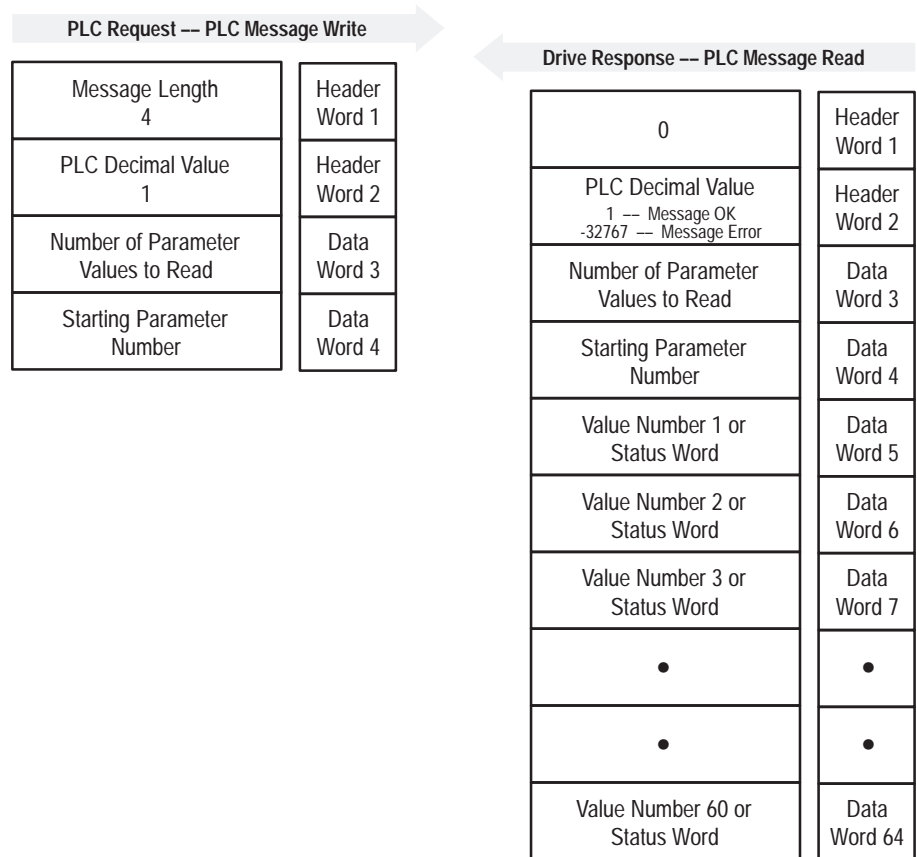 PLC Request –– PLC Message Write
Message Length
4
Header
Word 1
PLC Decimal Value
1
Header
Word 2
Number of Parameter
Values to Read
Data
Word 3
Starting Parameter
Number
Data
Word 4
Drive Response –– PLC Message Read
0
Header
Word 1
PLC Decimal Value
1 –– Message OK
-32767 –– Message Error
Header
Word 2
Number of Parameter
Values to Read
Data
Word 3
Starting Parameter
Number
Data
Word 4
Value Number 1 or
Status Word
Data
Word 5
Value Number 2 or
Status Word
Data
Word 6
Value Number 3 or
Status Word
Data
Word 7
Value Number 60 or
Status Word
Data
Word 64